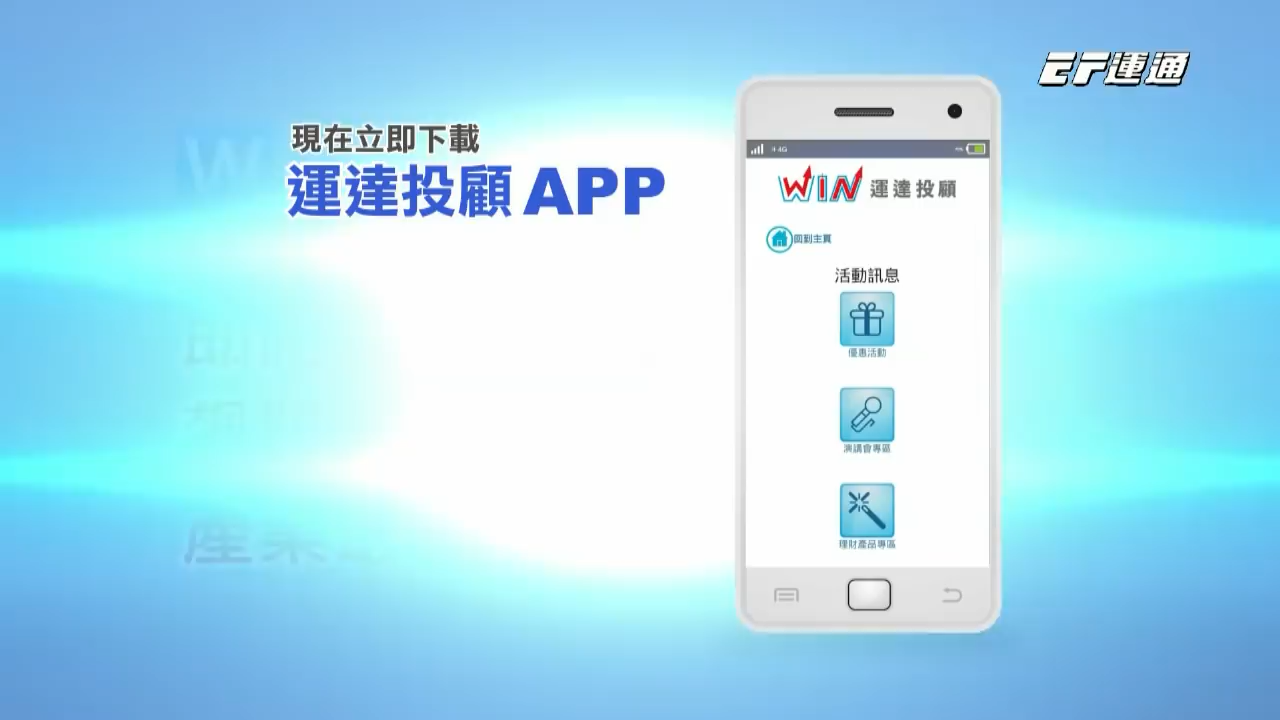 EF運通
現在立即下載
運達投顧 APP
4G
WIN 運達投顧
回到主頁
活動訊息
優惠活動
演講會專區
理財產品專區